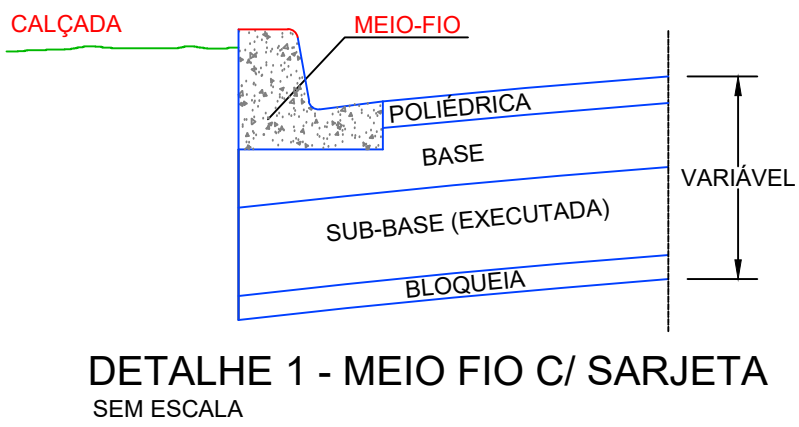 CALÇADA
MEIO-FIO
POLIÉDRICA
BASE
VARIÁVEL
SUB-BASE (EXECUTADA)
BLOQUEIA
DETALHE 1 - MEIO FIO C/ SARJETA
SEM ESCALA